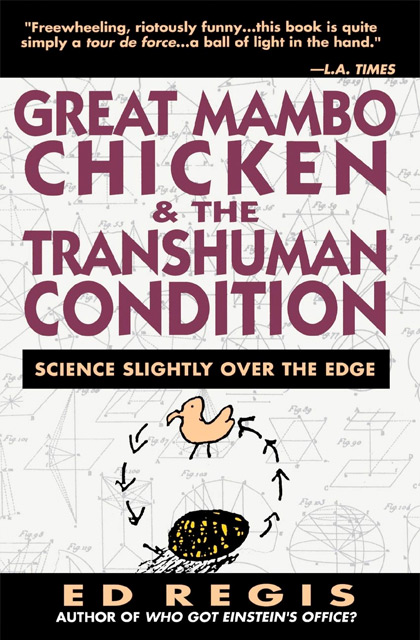 "Freewheeling, riotously funny...this book is quite
simply a tour de force...a ball of light in the hand."
—L.A. TIMES
GREAT MAMBO
CHICKEN
& THE
TRANSHUMAN
CONDITION
SCIENCE SLIGHTLY OVER THE EDGE
ED REGIS
AUTHOR OF WHO GOT EINSTEIN'S OFFICE?